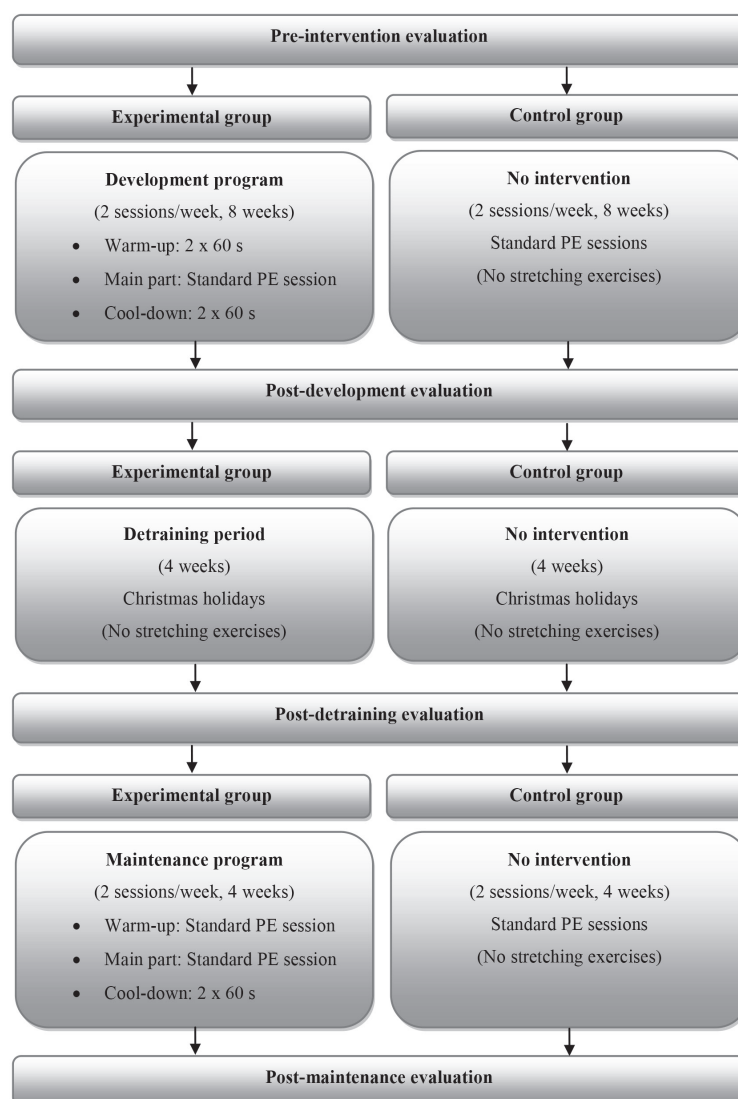 Pre-intervention evaluation
Experimental group
Control group
Development program
(2 sessions/week, 8 weeks)
• Warm-up: 2 x 60 s
• Main part: Standard PE session
• Cool-down: 2 x 60 s
No intervention
(2 sessions/week, 8 weeks)
Standard PE sessions
(No stretching exercises)
Post-development evaluation
Experimental group
Control group
Detraining period
(4 weeks)
Christmas holidays
(No stretching exercises)
No intervention
(4 weeks)
Christmas holidays
(No stretching exercises)
Post-detraining evaluation
Experimental group
Control group
Maintenance program
(2 sessions/week, 4 weeks)
• Warm-up: Standard PE session
• Main part: Standard PE session
• Cool-down: 2 x 60 s
No intervention
(2 sessions/week, 4 weeks)
Standard PE sessions
(No stretching exercises)
Post-maintenance evaluation